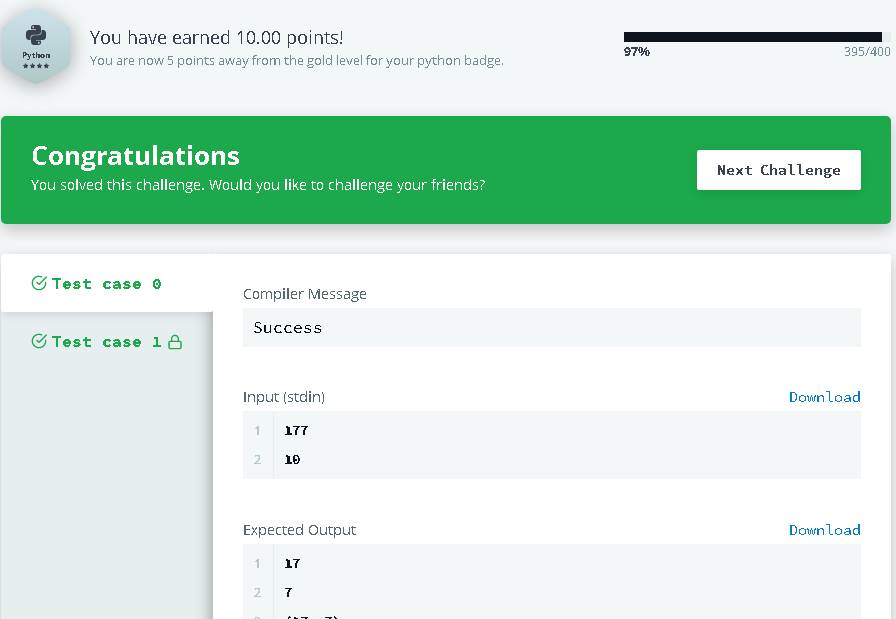 Python
You have earned 10.00 points!
You are now 5 points away from the gold level for your python badge.
97%
395/400
Congratulations
You solved this challenge. Would you like to challenge your friends?
Next Challenge
Test case 0
Test case 1
Compiler Message
Success
Input (stdin)
Download
1 177
2 10
Expected Output
Download
1 17
2 7